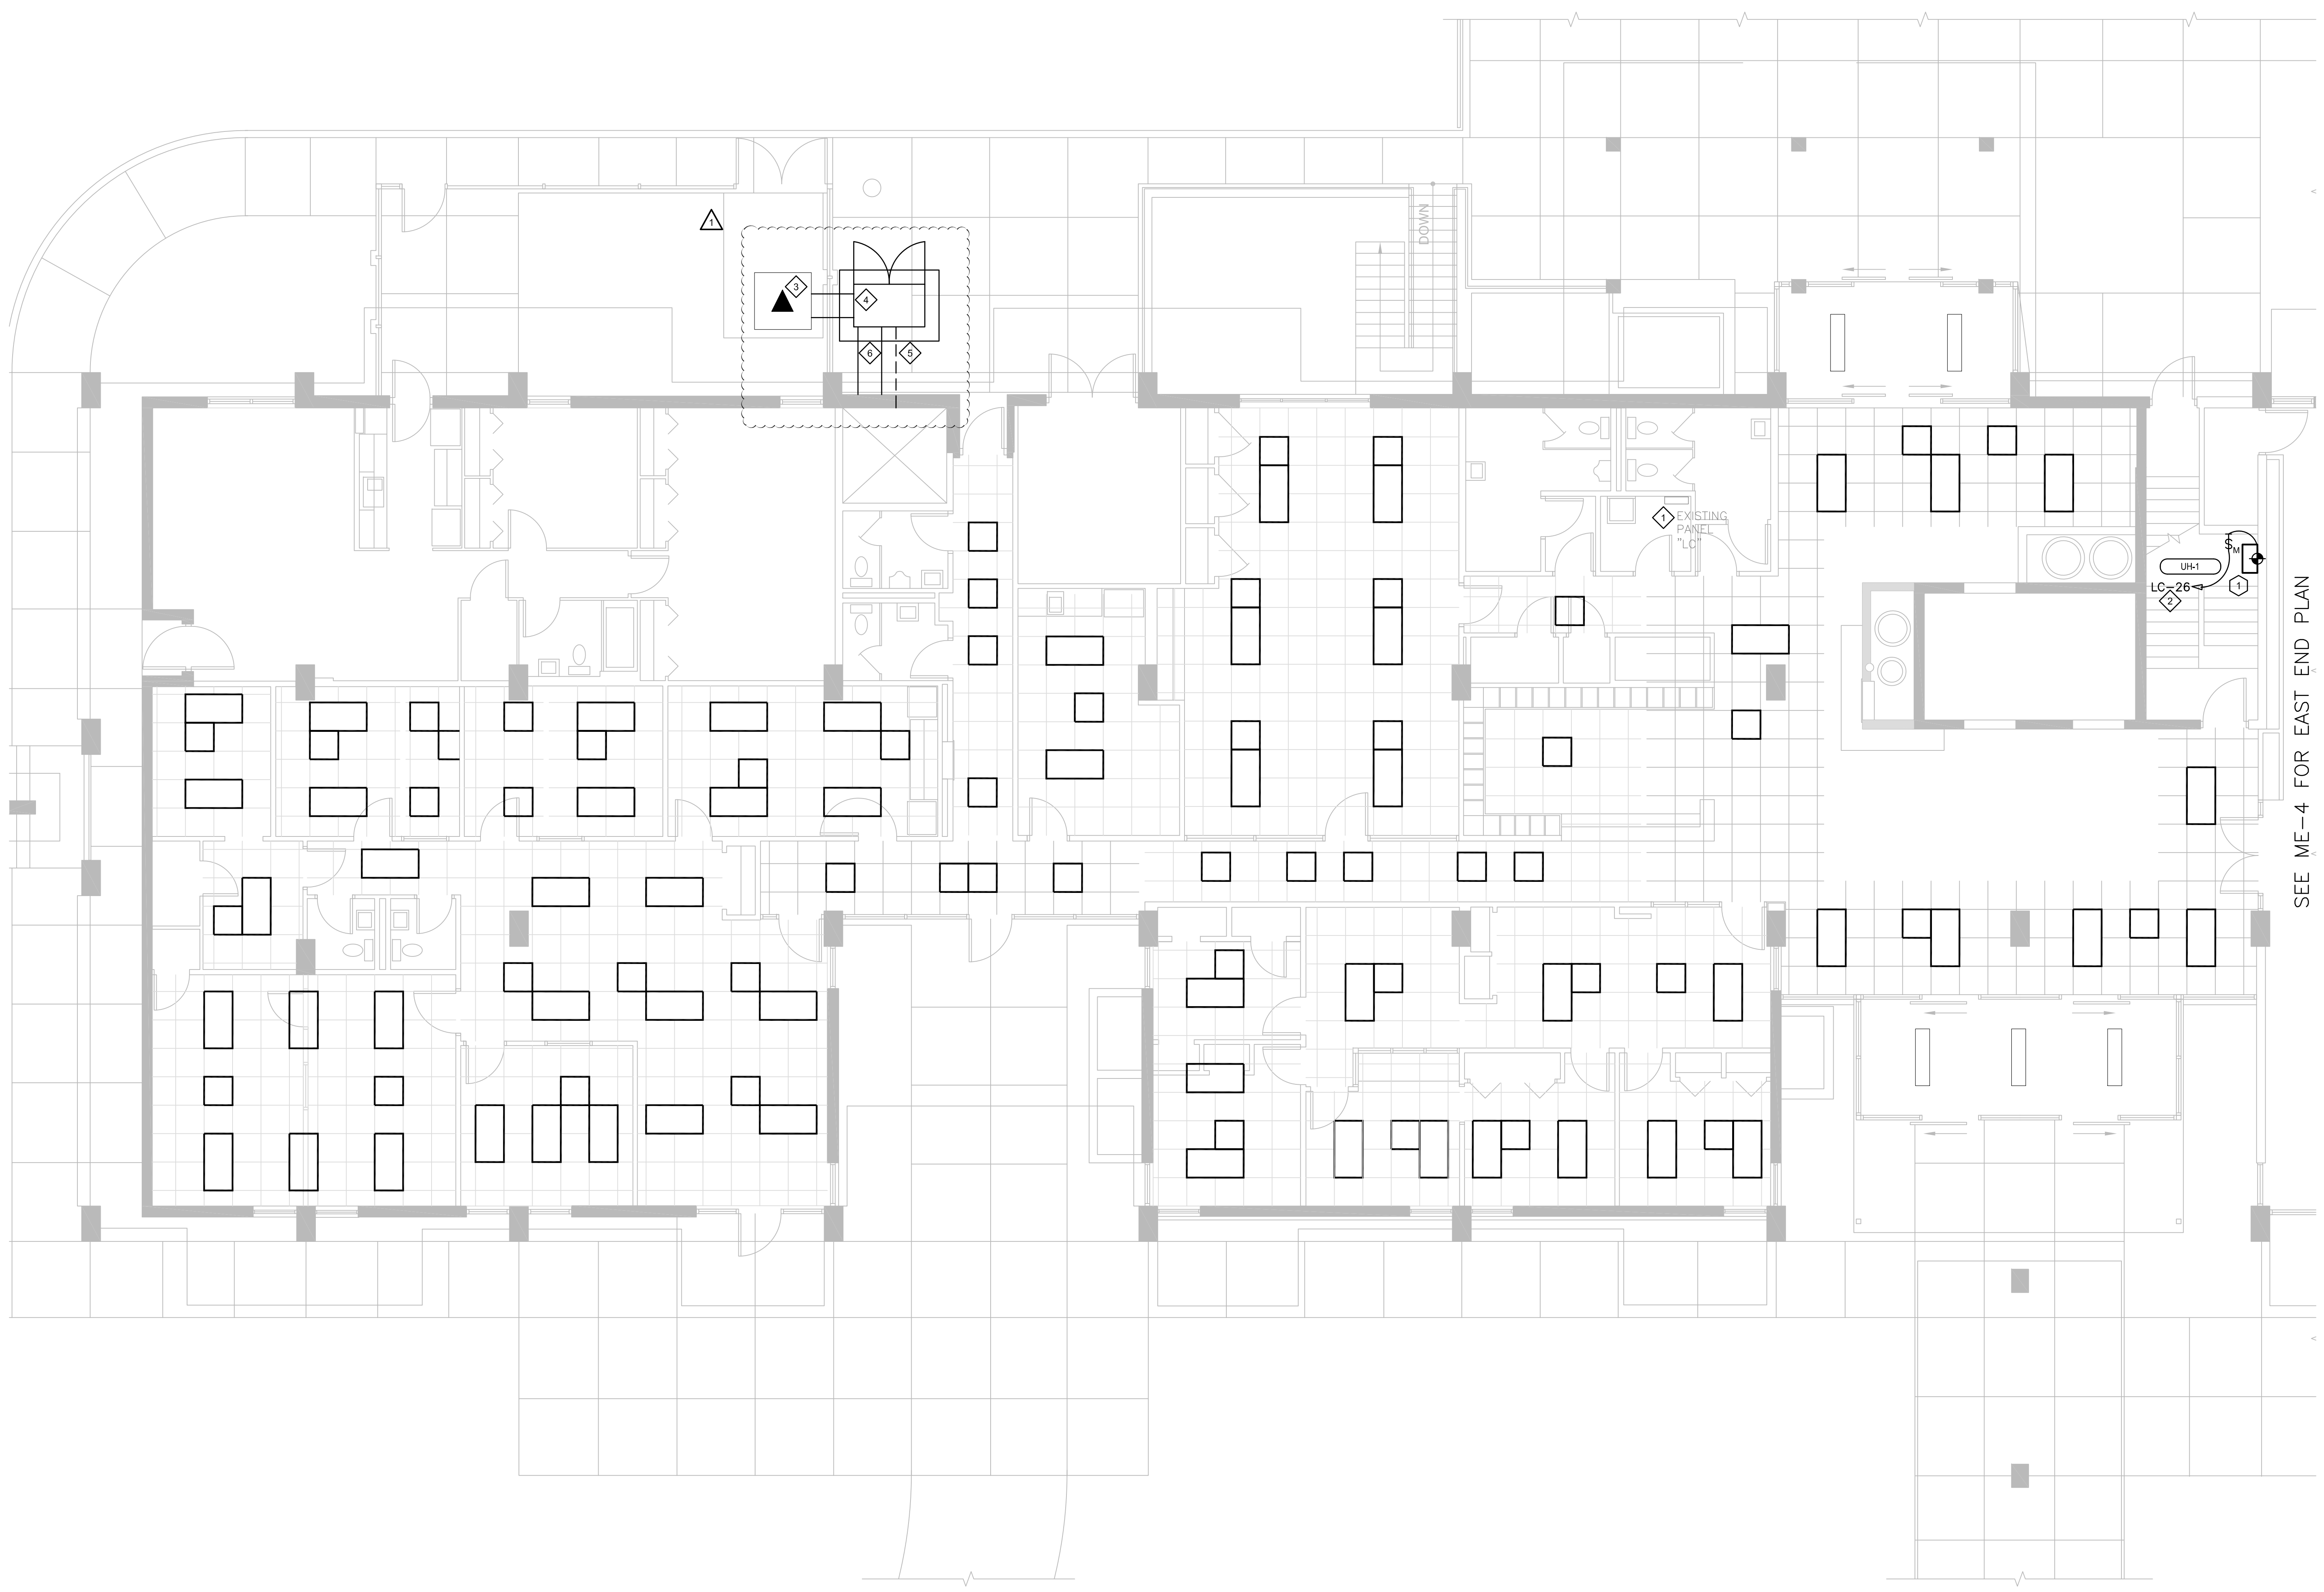 1
DOWN
3
4
6
5
1
EXISTING
PANEL
"LC"
S
M
UH-1
LC-26
1
2
SEE ME-4 FOR EAST END PLAN